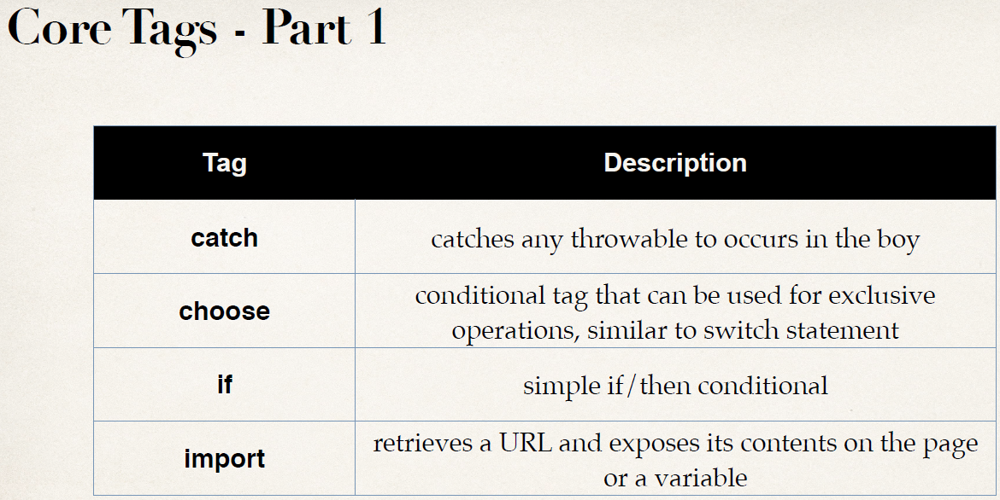 Core Tags - Part 1
Tag
Description
catch
catches any throwable to occurs in the boy
choose
conditional tag that can be used for exclusive
operations, similar to switch statement
if
simple if/then conditional
import
retrieves a URL and exposes its contents on the page
or a variable